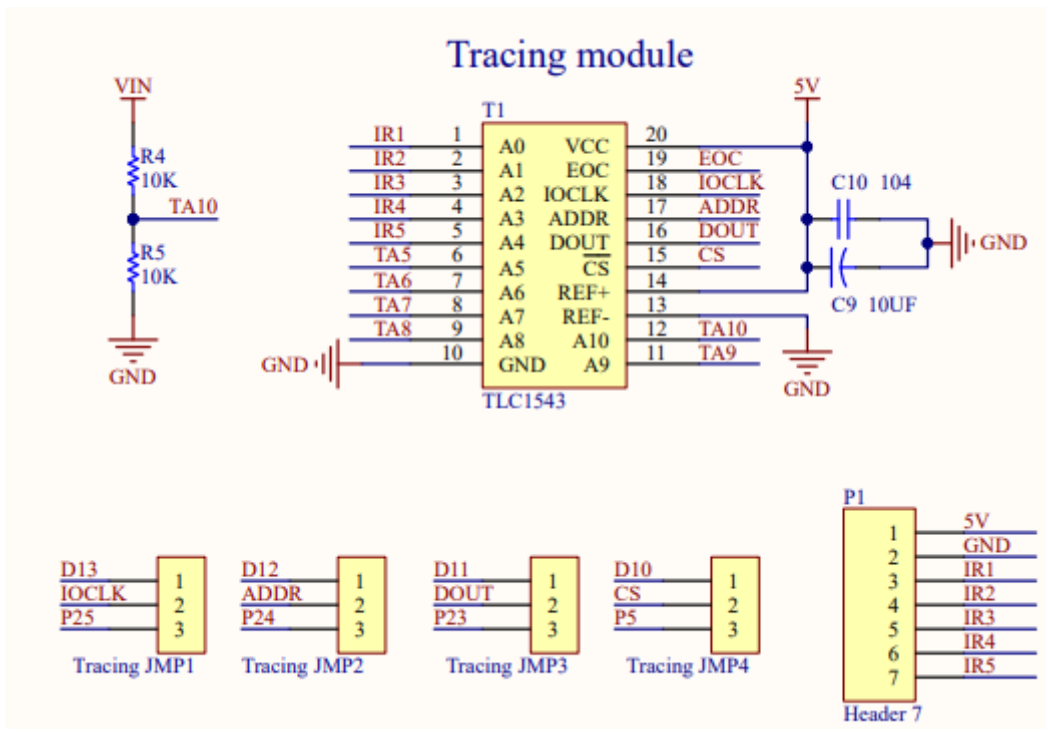 Tracing module
VIN
R4
10K
TA10
R5
10K
GND
T1
IR1 1 A0 VCC 20
IR2 2 A1 EOC 19 EOC
IR3 3 A2 IOCLK 18 IOCLK
IR4 4 A3 ADDR 17 ADDR
IR5 5 A4 DOUT 16 DOUT
TA5 6 A5 CS 15 CS
TA6 7 A6 REF+ 14
TA7 8 A7 REF- 13
TA8 9 A8 A10 12 TA10
GND 10 GND A9 11 TA9
TLC1543
5V
C10 104
GND
C9 10UF
GND
D13 1
IOCLK 2
P25 3
Tracing JMP1
D12 1
ADDR 2
P24 3
Tracing JMP2
D11 1
DOUT 2
P23 3
Tracing JMP3
D10 1
CS 2
P5 3
Tracing JMP4
P1
1 5V
2 GND
3 IR1
4 IR2
5 IR3
6 IR4
7 IR5
Header 7